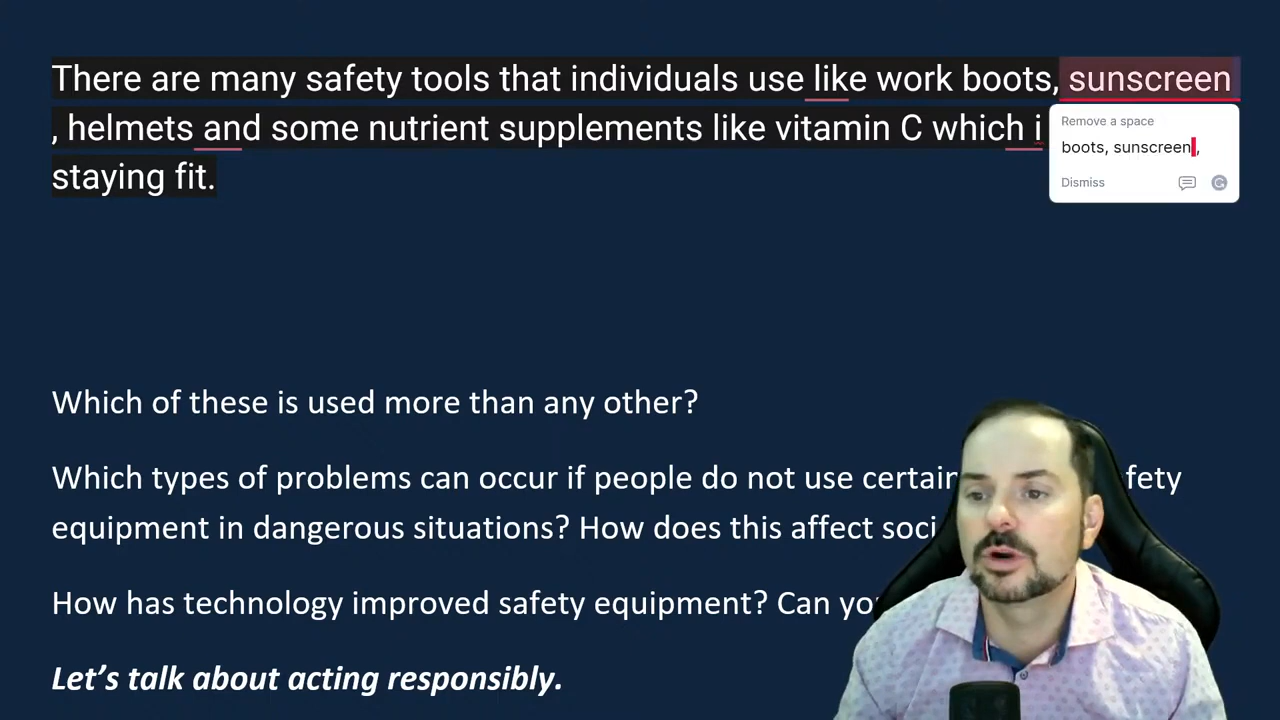 There are many safety tools that individuals use like work boots, sunscreen
, helmets and some nutrient supplements like vitamin C which i
staying fit.
Remove a space
boots, sunscreen ,
Dismiss
Which of these is used more than any other?
Which types of problems can occur if people do not use certain
equipment in dangerous situations? How does this affect
How has technology improved safety equipment? Can
Let's talk about acting responsibly.